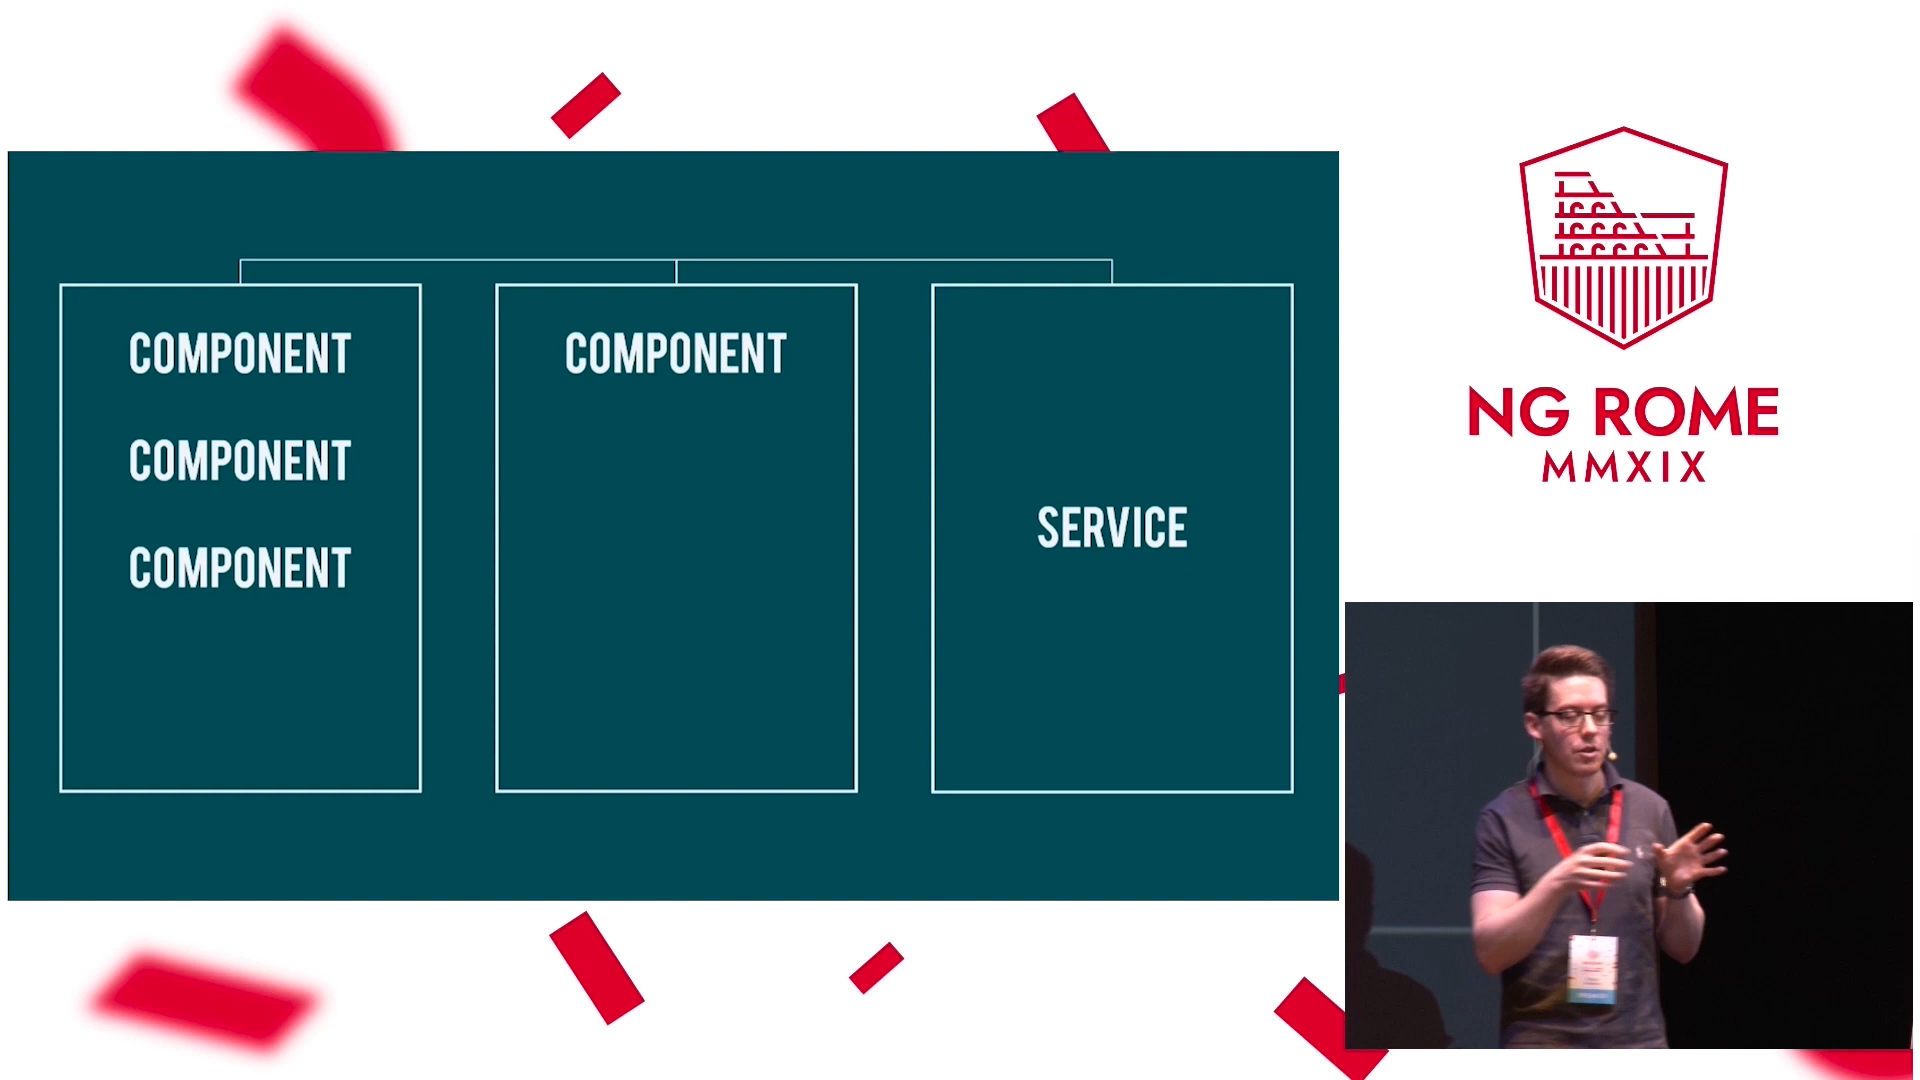 COMPONENT
COMPONENT
COMPONENT
COMPONENT
SERVICE
NG ROME
MMXIX